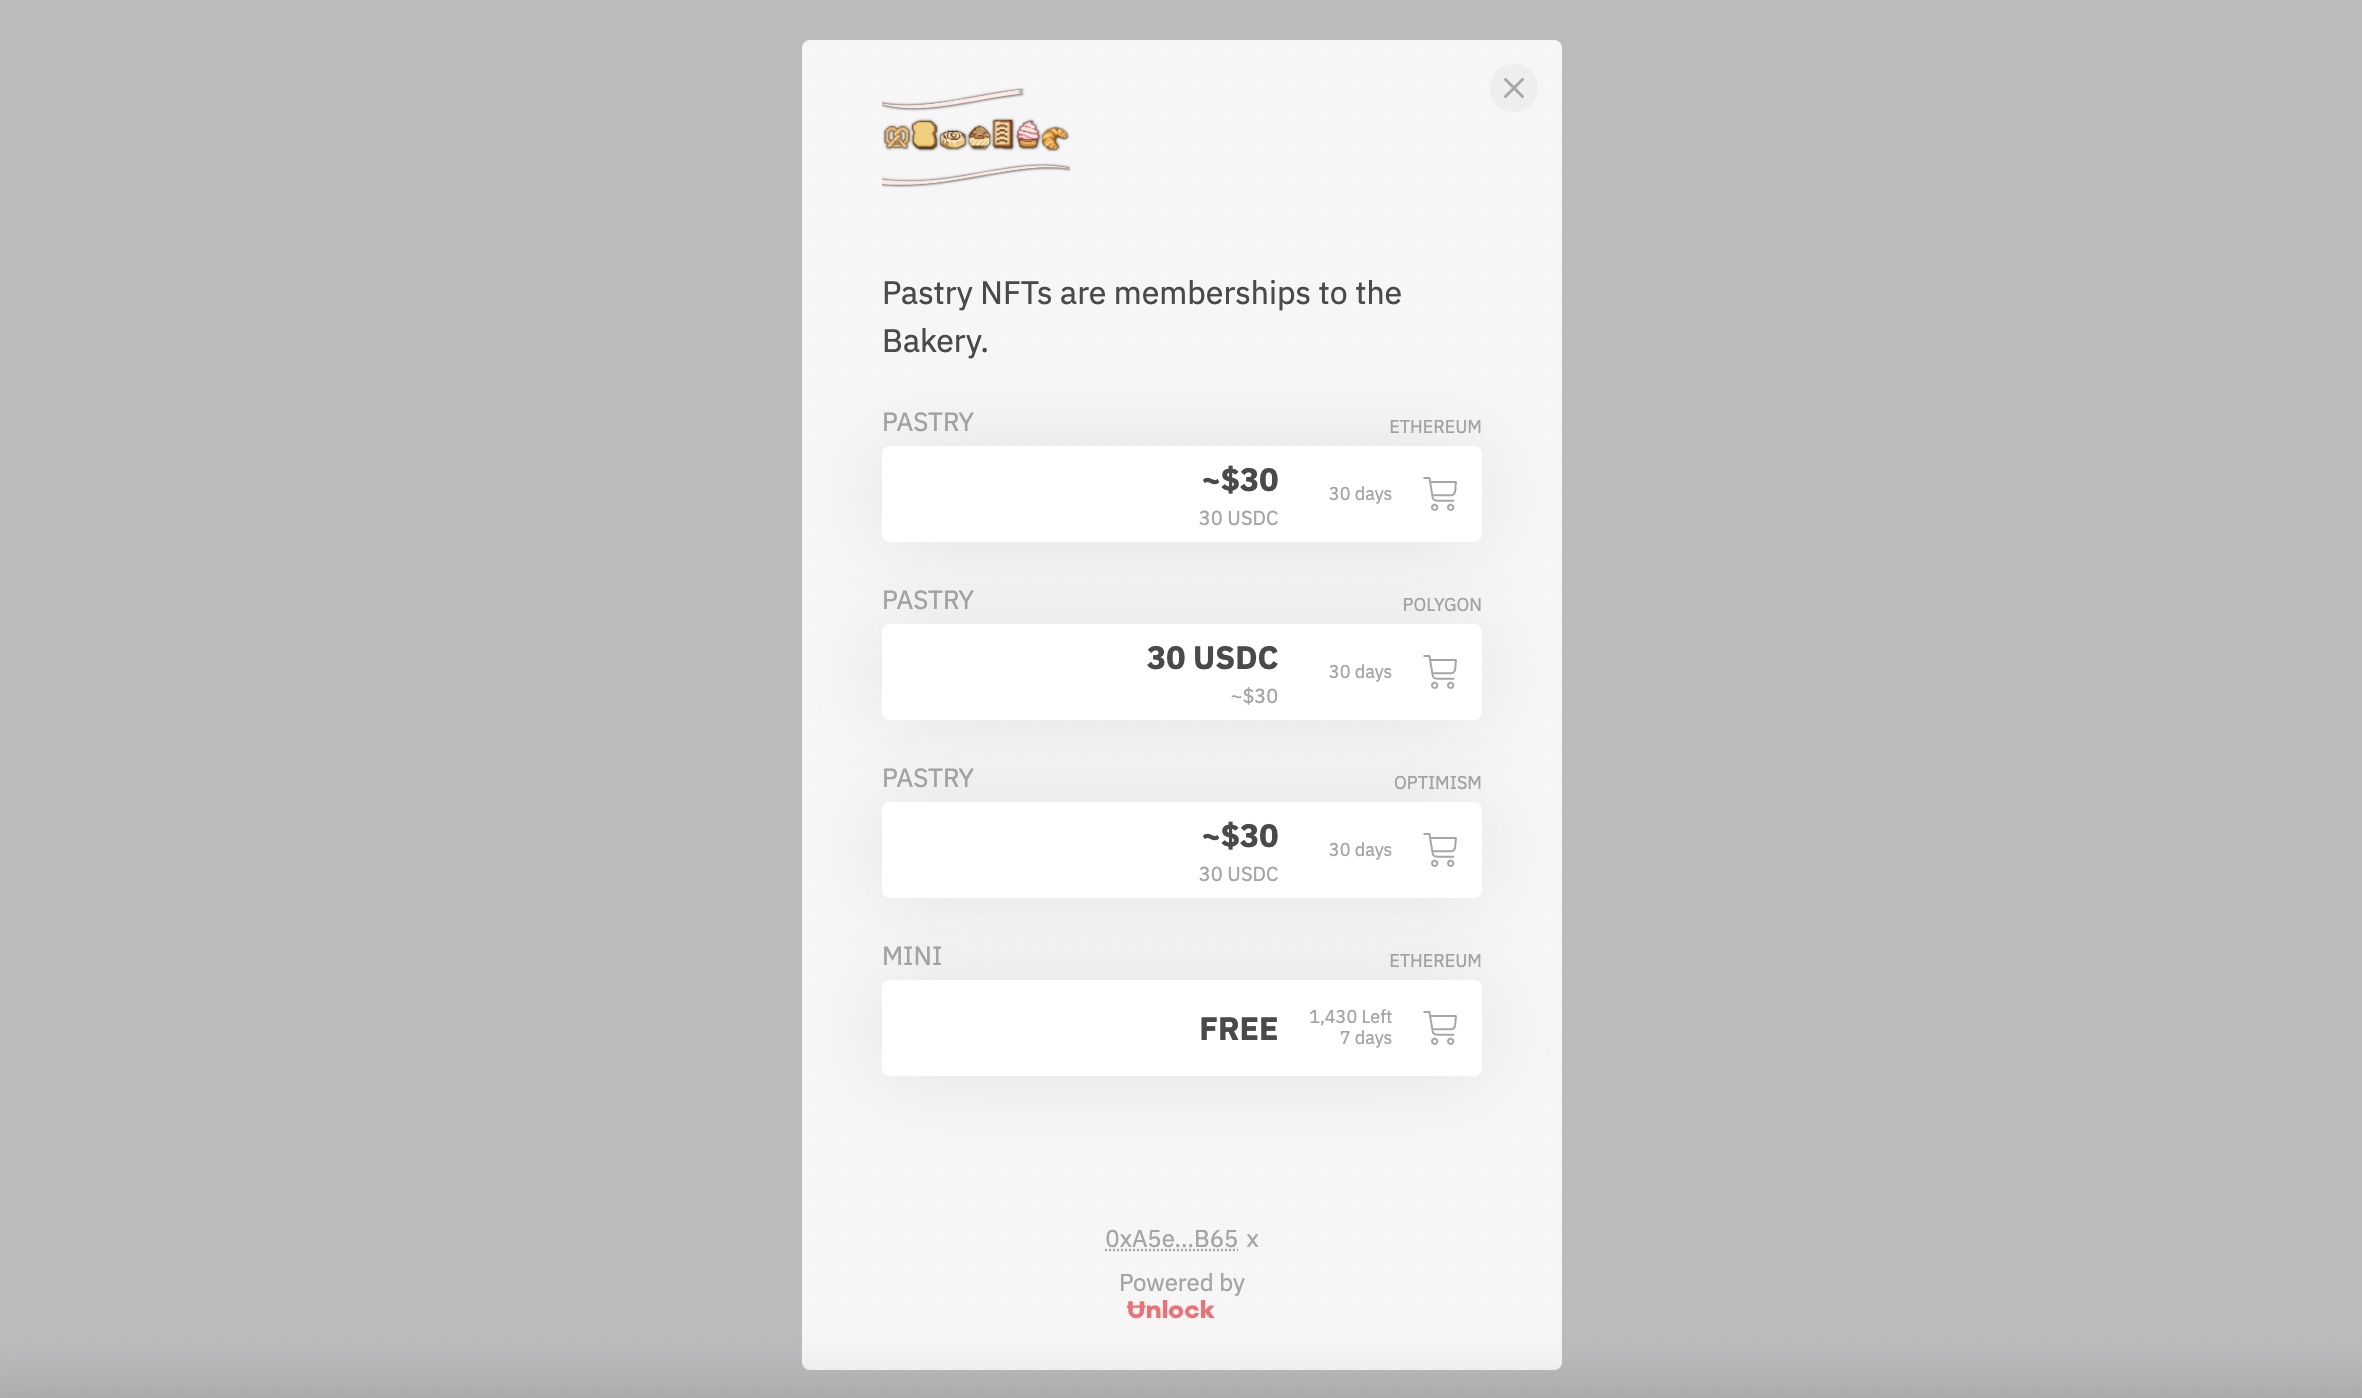 Pastry NFTs are memberships to the
Bakery.
PASTRY
ETHEREUM
~$30
30 USDC
30 days
PASTRY
POLYGON
30 USDC
~$30
30 days
PASTRY
OPTIMISM
~$30
30 USDC
30 days
MINI
ETHEREUM
FREE
1,430 Left
7 days
0xA5e...B65 x
Powered by
Unlock